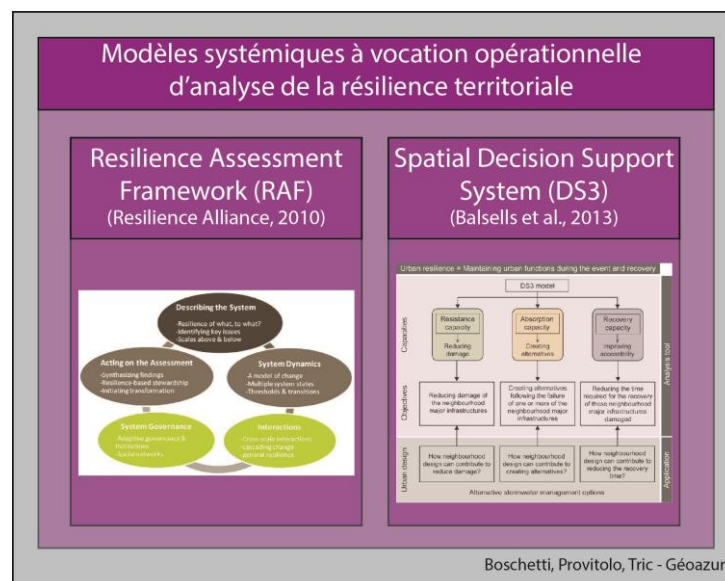 Modèles systémiques à vocation opérationnelle
d'analyse de la résilience territoriale
Resilience Assessment
Framework (RAF)
(Resilience Alliance, 2010)
Describing the System
-Resilience of what, to what?
-Identifying key issues
-Scales above & below
Acting on the Assessment
-Synthesizing findings
-Resilience-based stewardship
-Initiating transformation
System Dynamics
-A model of change
-Multiple system states
-Thresholds & transitions
System Governance
-Adaptive governance &
institutions
-Social networks
Interactions
-Cross-scale interactions
-Cascading change
-general resilience
Spatial Decision Support
System (DS3)
(Balsells et al., 2013)
Urban resilience = Maintaining urban functions during the event and recovery
DS3 model
Capacities
Resistance
capacity
Reducing
damage
Absorption
capacity
Creating
alternatives
Recovery
capacity
Improving
accessibility
Analysis tool
Objectives
Reducing damage of
the neighbourhood
major infrastructures
Creating alternatives
following the failure
of one or more of the
neighbourhood major
infrastructures
Reducing the time
required for the recovery
of those neighbourhood
major infrastructures
damaged
Urban design
How neighbourhood
design can contribute to
reduce damage?
How neighbourhood
design can contribute to
creating alternatives?
How neighbourhood
design can contribute to
reducing the recovery
time?
Application
Alternative stormwater management options
Boschetti, Provitolo, Tric - Géoazur